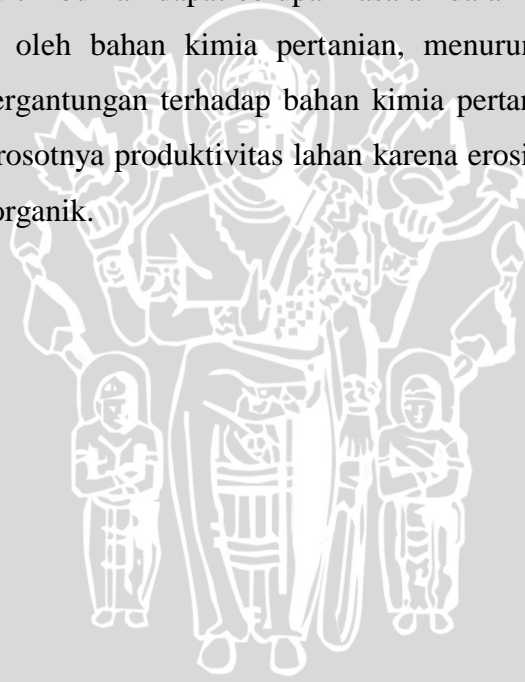 oleh bahan kimia pertanian, menurun
ergantungan terhadap bahan kimia pertan
rosotnya produktivitas lahan karena erosi
organik.